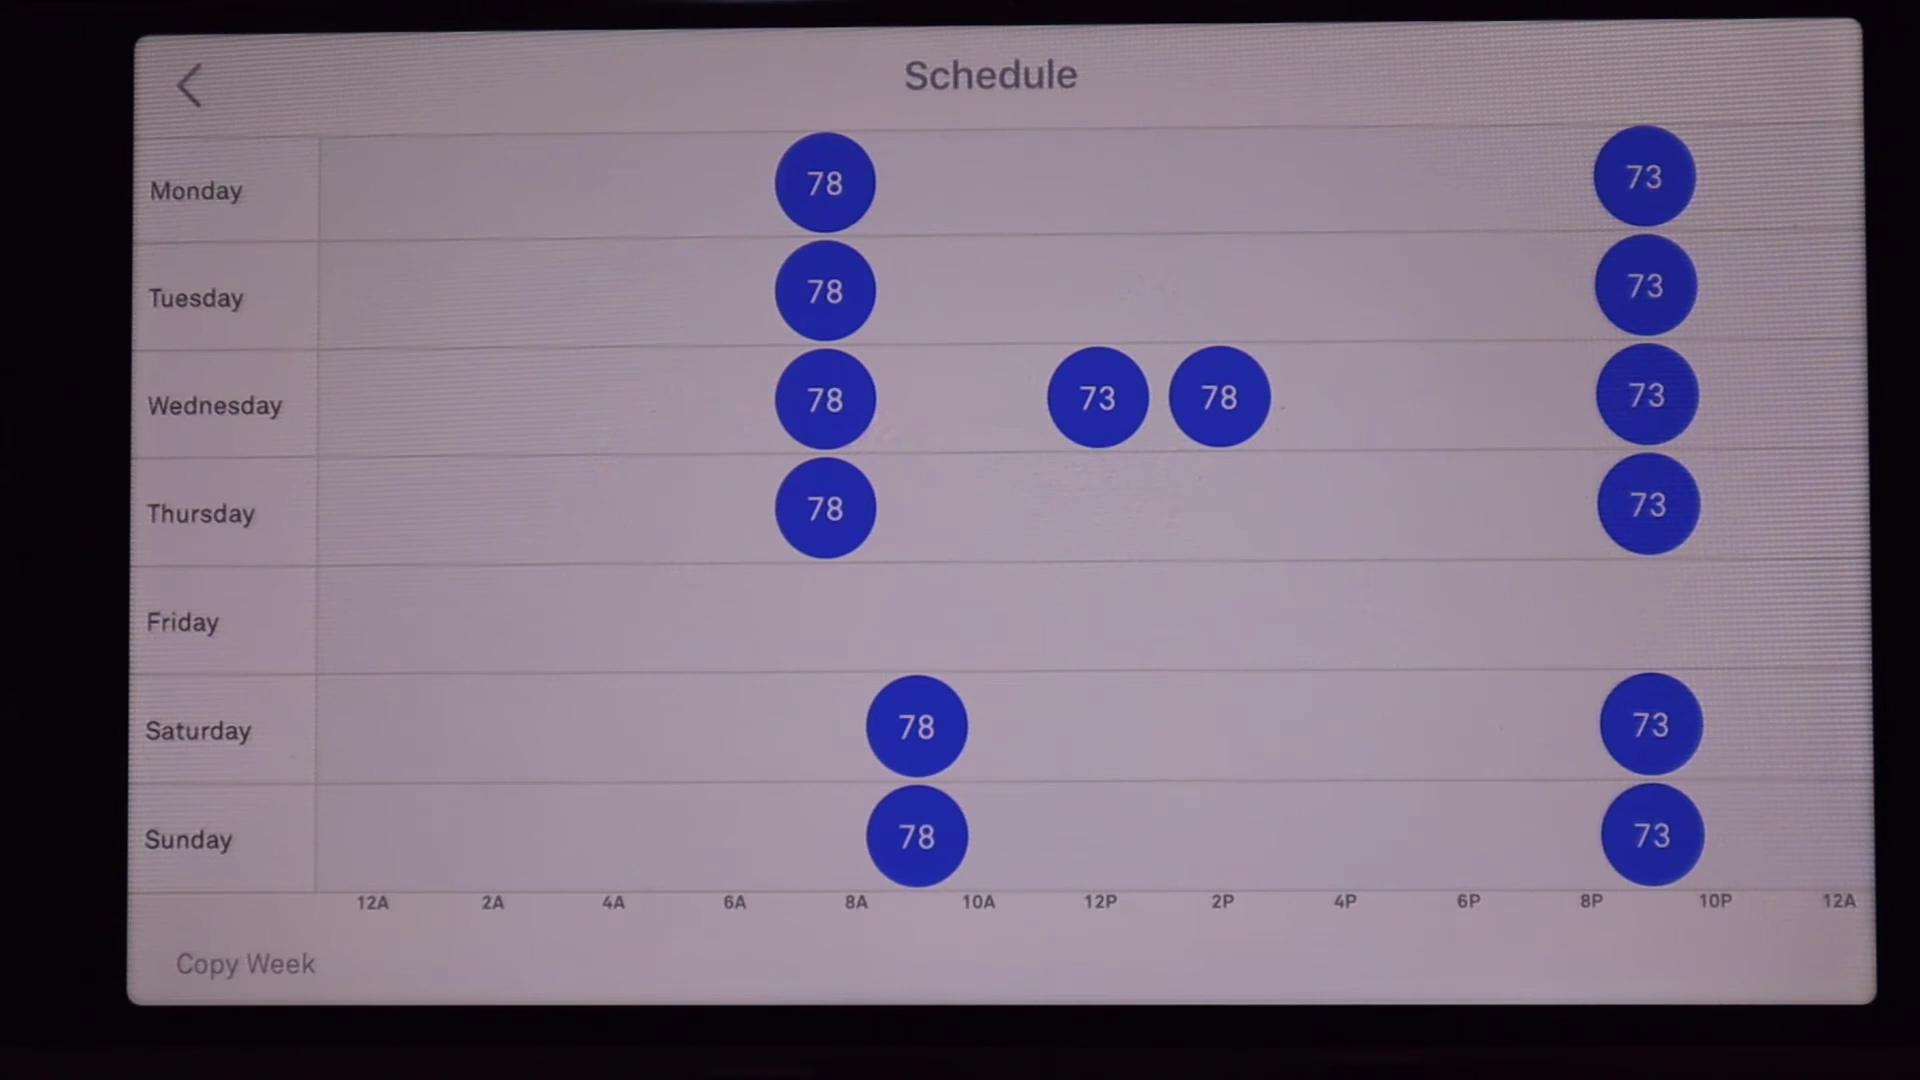 Schedule
Monday 78 73
Tuesday 78 73
Wednesday 78 73 78 73
Thursday 78 73
Friday
Saturday 78 73
Sunday 78 73
12A 2A 4A 6A 8A 10A 12P 2P 4P 6P 8P 10P 12A
Copy Week